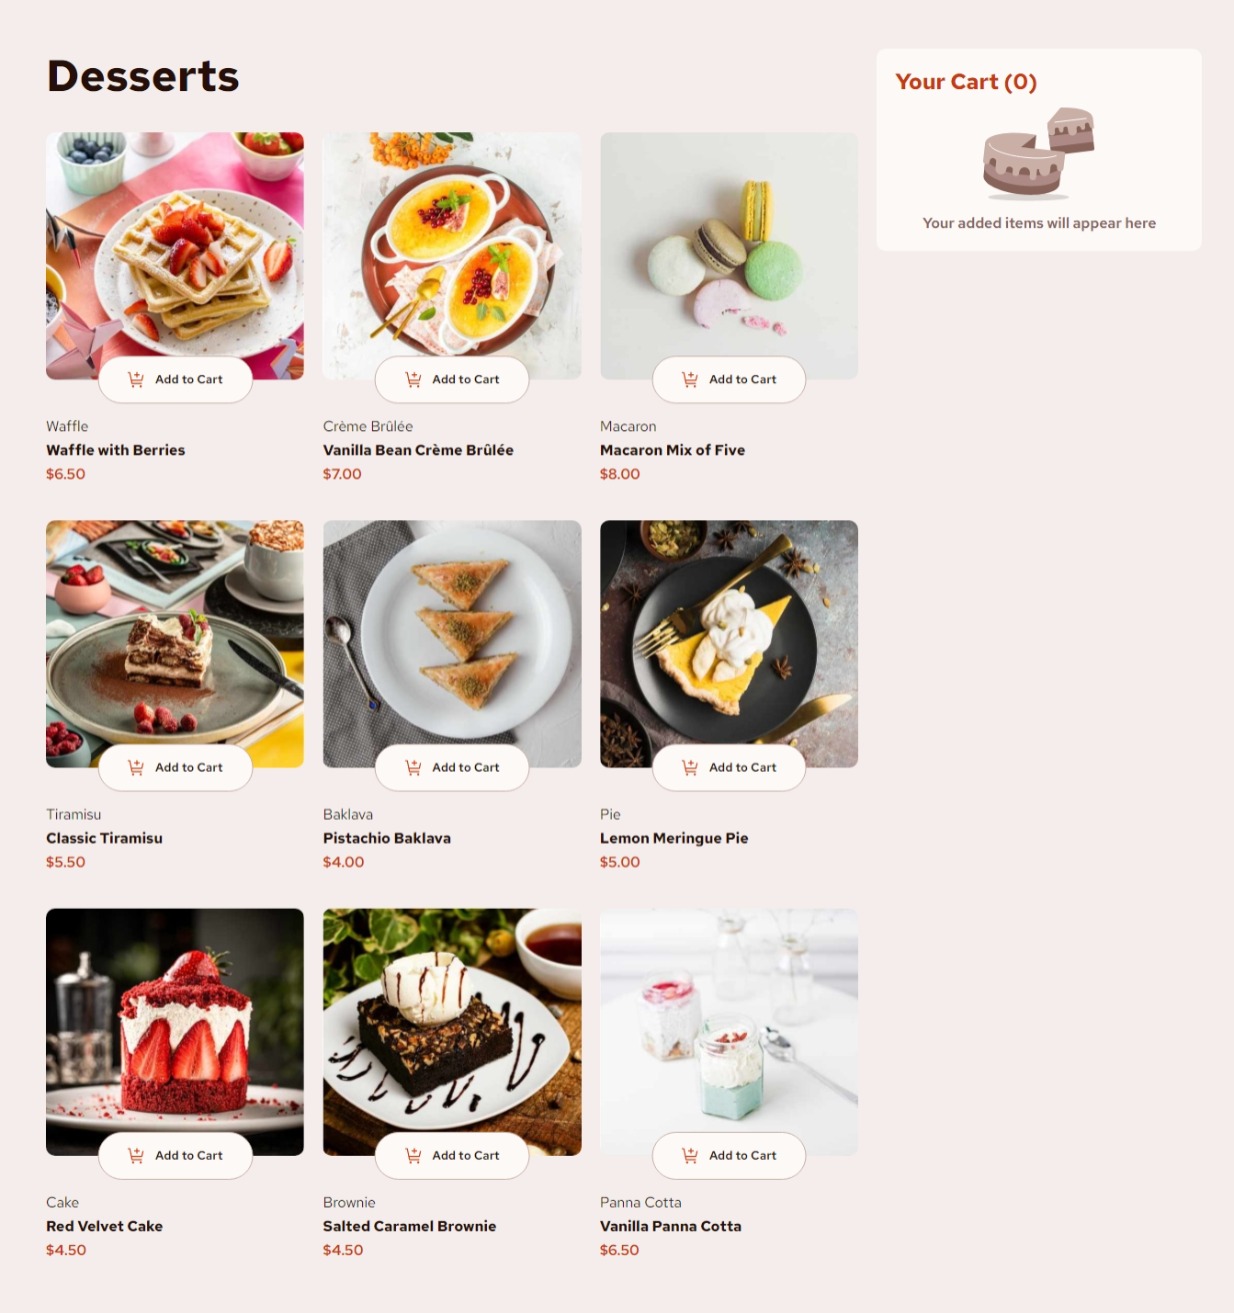 Desserts
Your Cart (0)
Your added items will appear here
Add to Cart
Waffle
Waffle with Berries
$6.50
Add to Cart
Crème Brûlée
Vanilla Bean Crème Brûlée
$7.00
Add to Cart
Macaron
Macaron Mix of Five
$8.00
Add to Cart
Tiramisu
Classic Tiramisu
$5.50
Add to Cart
Baklava
Pistachio Baklava
$4.00
Add to Cart
Pie
Lemon Meringue Pie
$5.00
Add to Cart
Cake
Red Velvet Cake
$4.50
Add to Cart
Brownie
Salted Caramel Brownie
$4.50
Add to Cart
Panna Cotta
Vanilla Panna Cotta
$6.50